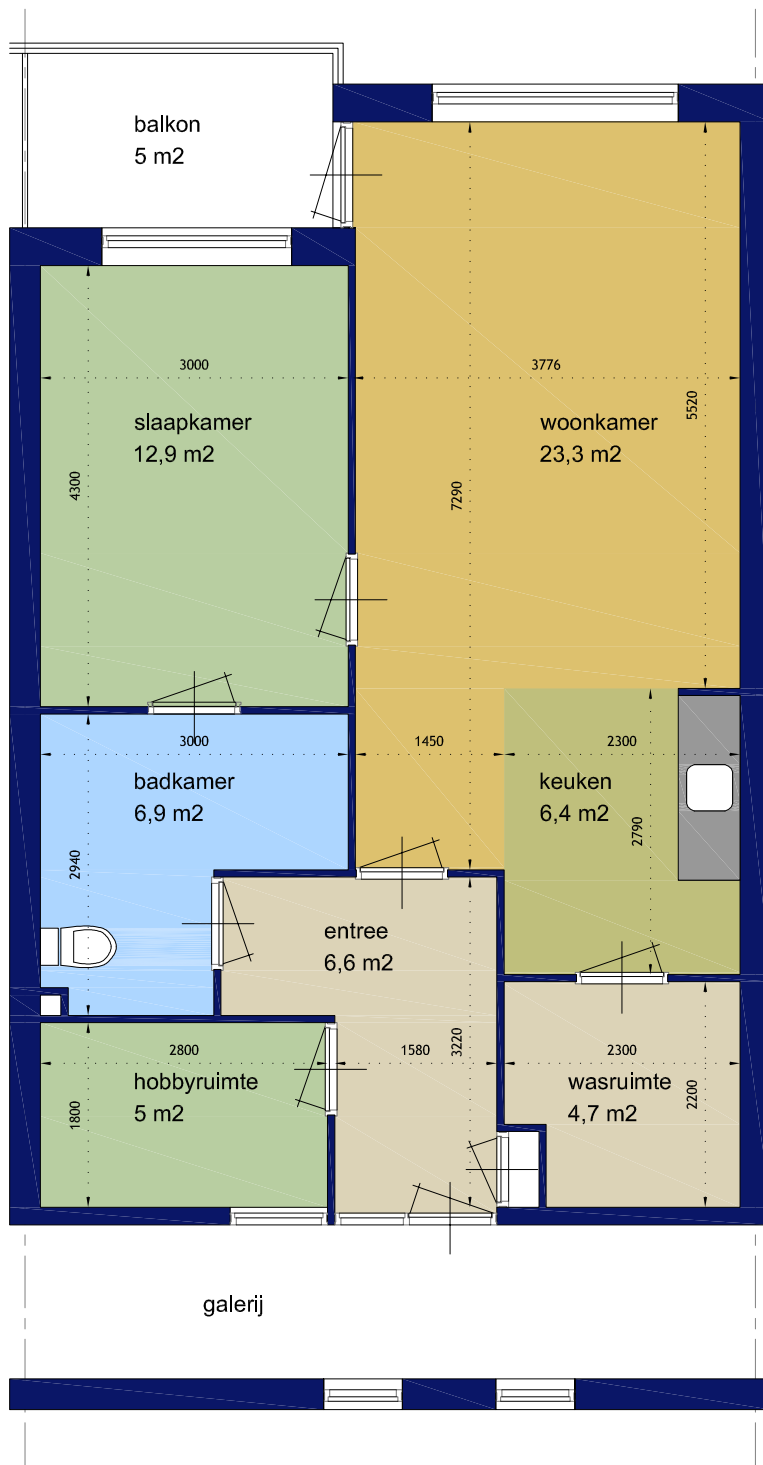 balkon
5 m2
3000
3776
slaapkamer
12,9 m2
woonkamer
23,3 m2
5520
4300
7290
3000
1450
2300
badkamer
6,9 m2
keuken
6,4 m2
2790
2940
entree
6,6 m2
2800
1580
3220
2300
hobbyruimte
5 m2
wasruimte
4,7 m2
1800
2200
galerij